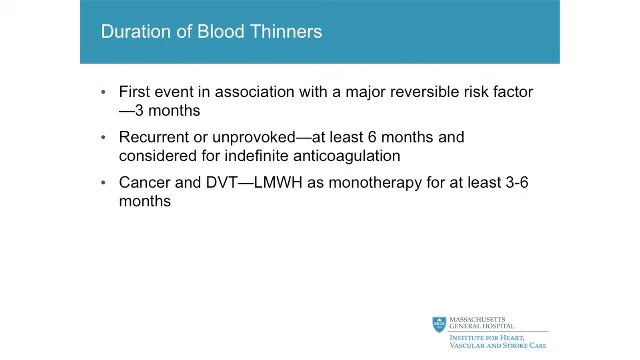 Duration of Blood Thinners
• First event in association with a major reversible risk factor
—3 months
• Recurrent or unprovoked—at least 6 months and
considered for indefinite anticoagulation
• Cancer and DVT—LMWH as monotherapy for at least 3-6
months
MASSACHUSETTS
GENERAL HOSPITAL
INSTITUTE FOR HEART,
VASCULAR AND STROKE CARE